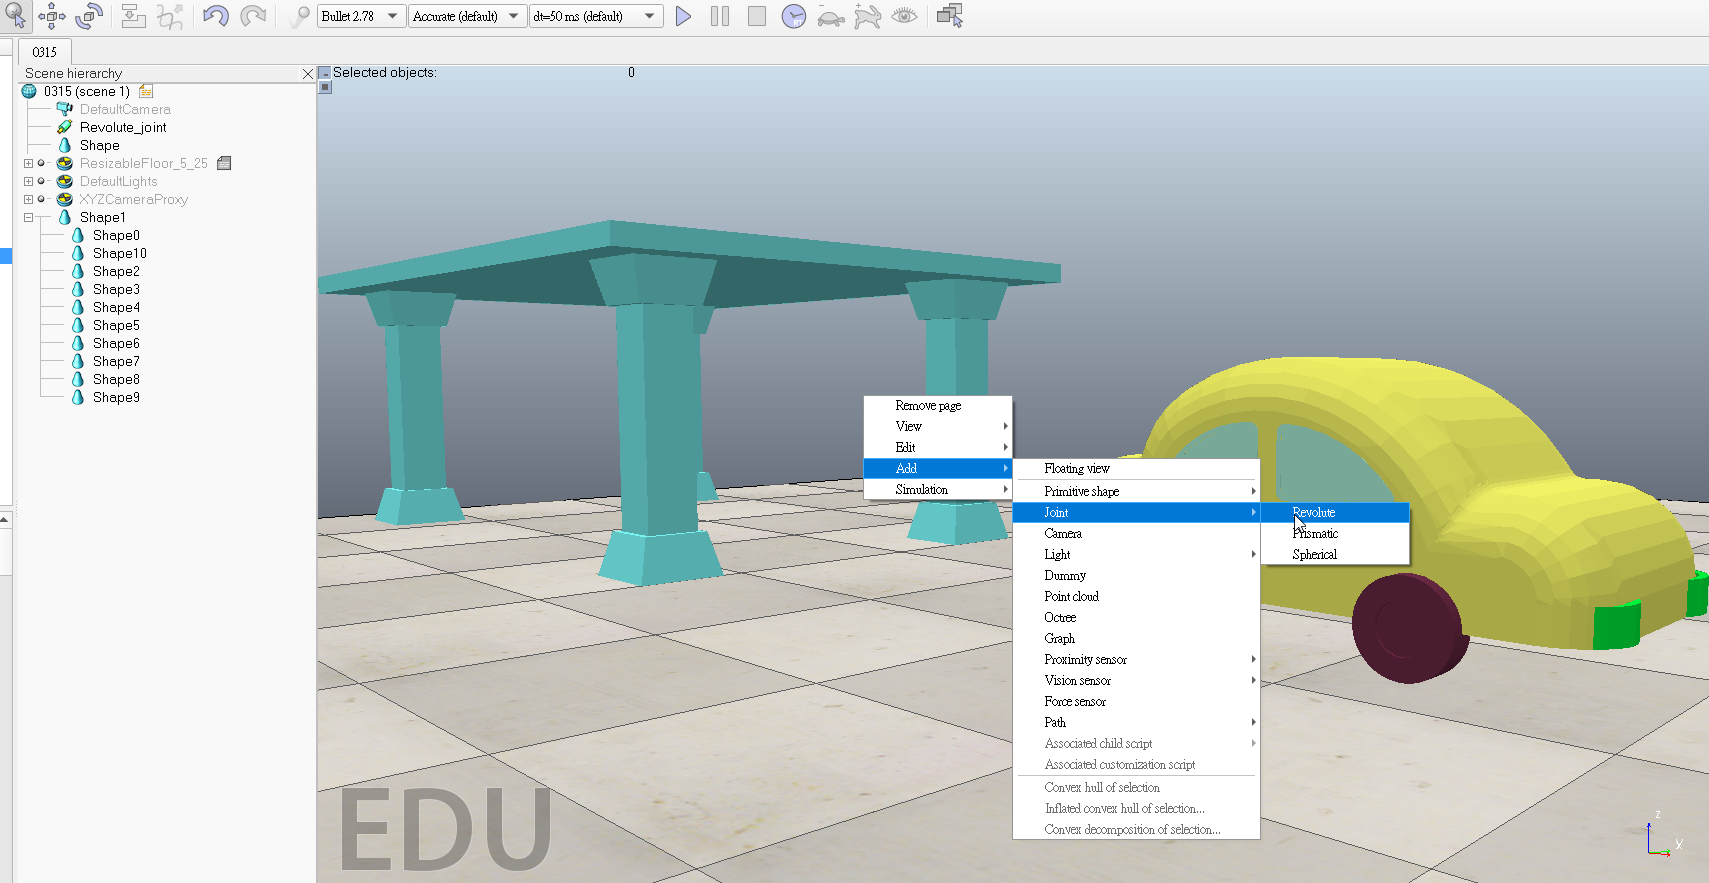 Bullet 2.78
Accurate (default)
dt=50 ms (default)
0315
Scene hierarchy
Selected objects: 0
0315 (scene 1)
DefaultCamera
Revolute_joint
Shape
ResizableFloor_5_25
DefaultLights
XYZCameraProxy
Shape1
Shape0
Shape10
Shape2
Shape3
Shape4
Shape5
Shape6
Shape7
Shape8
Shape9
Remove page
View
Edit
Add
Simulation
Floating view
Primitive shape
Joint
Camera
Light
Dummy
Point cloud
Octree
Graph
Proximity sensor
Vision sensor
Force sensor
Path
Associated child script
Associated customization script
Convex hull of selection
Inflated convex hull of selection...
Convex decomposition of selection...
Revolute
Prismatic
Spherical
EDU
z
x